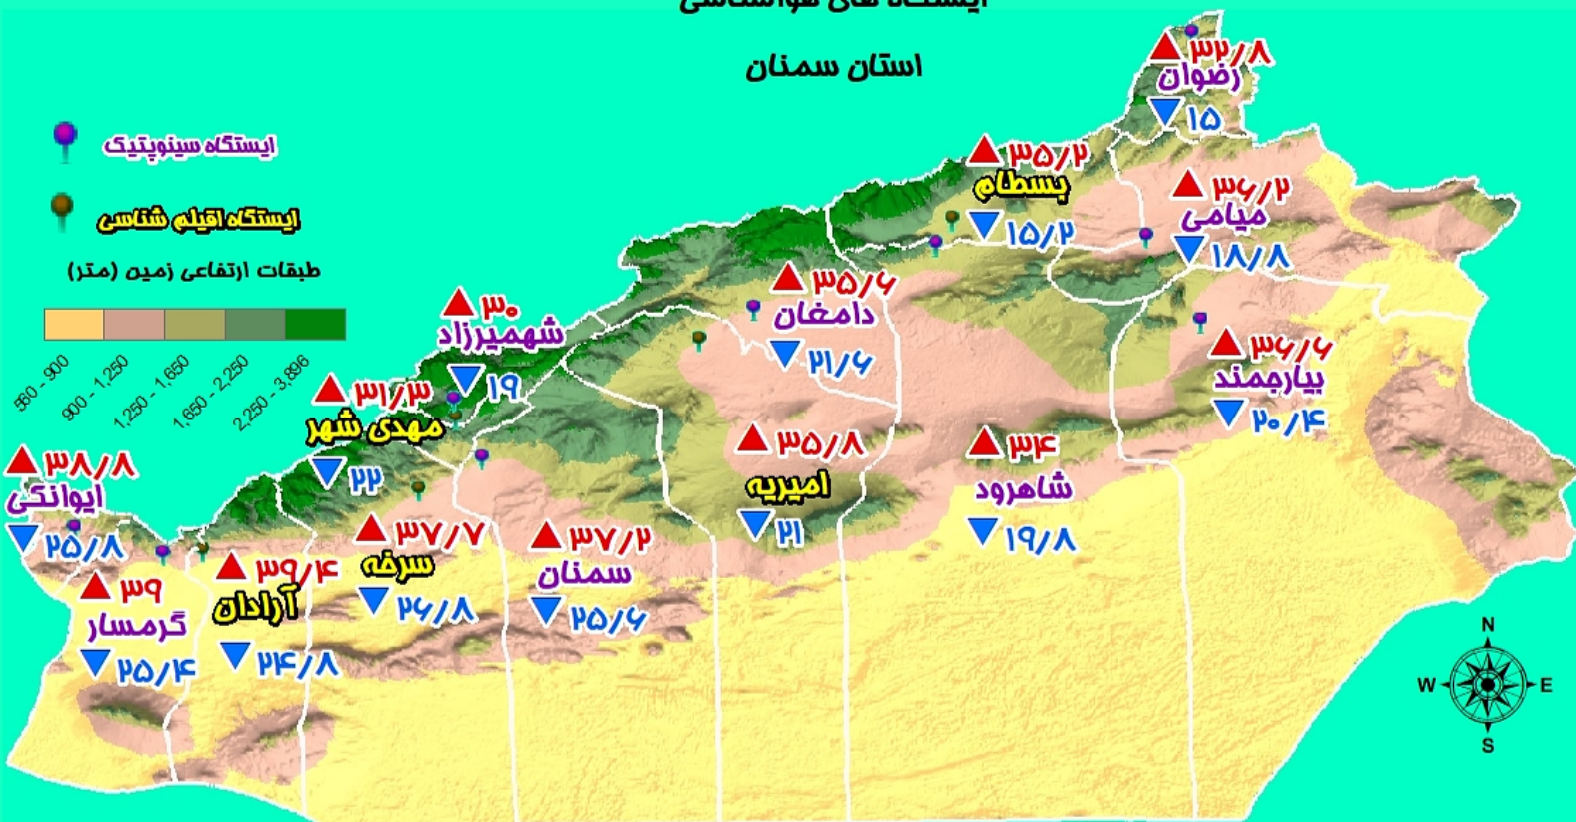 ایستگاه های هواشناسی
استان سمنان
ایستگاه سینوپتیک
ایستگاه اقلیم شناسی
طبقات ارتفاعی زمین (متر)
560 - 900
900 - 1,250
1,250 - 1,650
1,650 - 2,250
2,250 - 3,896
۳۲/۸
رضوان
۱۵
۳۵/۲
بسطام
۱۵/۲
۳۶/۲
میامی
۱۸/۸
۳۵/۶
دامغان
۲۱/۶
۳۰
شهمیرزاد
۱۹
۳۶/۶
بیارجمند
۲۰/۴
۳۱/۳
مهدی شهر
۲۲
۳۵/۸
امیریه
۲۱
۳۴
شاهرود
۱۹/۸
۳۸/۸
ایوانکی
۲۵/۸
۳۷/۷
سرخه
۲۶/۸
۳۷/۲
سمنان
۲۵/۶
۳۹/۴
آرادان
۲۴/۸
۳۹
گرمسار
۲۵/۴
N
W E
S